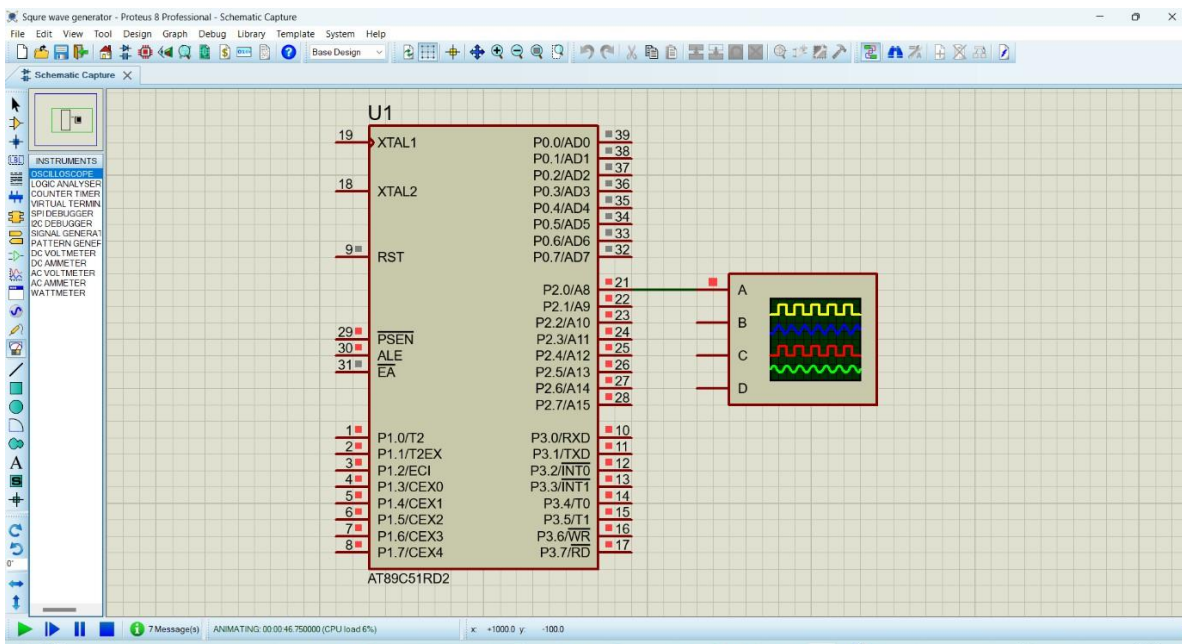 Squre wave generator - Proteus 8 Professional - Schematic Capture
File Edit View Tool Design Graph Debug Library Template System Help
Base Design
Schematic Capture X
INSTRUMENTS
OSCILLOSCOPE
LOGIC ANALYSER
COUNTER TIMER
VIRTUAL TERMIN
SPI DEBUGGER
I2C DEBUGGER
SIGNAL GENERAT
PATTERN GENEF
DC VOLTMETER
DC AMMETER
AC VOLTMETER
AC AMMETER
WATTMETER
0°
U1
19 XTAL1
18 XTAL2
9 RST
29 PSEN
30 ALE
31 EA
1 P1.0/T2
2 P1.1/T2EX
3 P1.2/ECI
4 P1.3/CEX0
5 P1.4/CEX1
6 P1.5/CEX2
7 P1.6/CEX3
8 P1.7/CEX4
P0.0/AD0 39
P0.1/AD1 38
P0.2/AD2 37
P0.3/AD3 36
P0.4/AD4 35
P0.5/AD5 34
P0.6/AD6 33
P0.7/AD7 32
P2.0/A8 21
P2.1/A9 22
P2.2/A10 23
P2.3/A11 24
P2.4/A12 25
P2.5/A13 26
P2.6/A14 27
P2.7/A15 28
P3.0/RXD 10
P3.1/TXD 11
P3.2/INT0 12
P3.3/INT1 13
P3.4/T0 14
P3.5/T1 15
P3.6/WR 16
P3.7/RD 17
AT89C51RD2
A
B
C
D
7 Message(s) ANIMATING: 00:00:46.750000 (CPU load 6%) x: +1000.0 y: -100.0